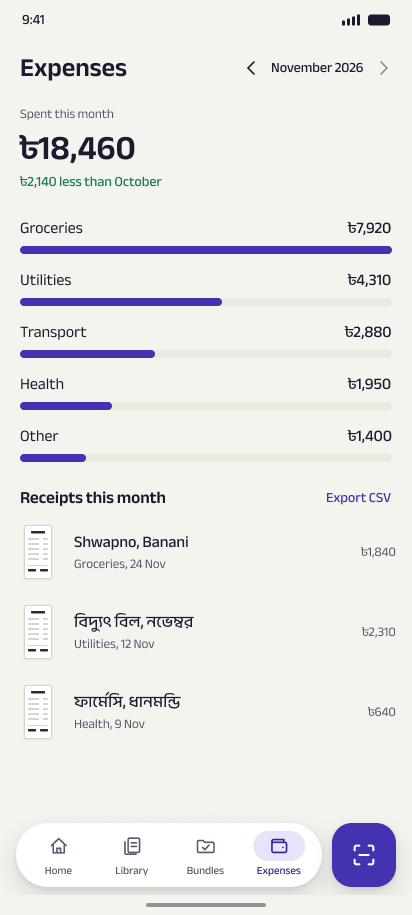 9:41
Expenses
November 2026
Spent this month
৳18,460
৳2,140 less than October
Groceries ৳7,920
Utilities ৳4,310
Transport ৳2,880
Health ৳1,950
Other ৳1,400
Receipts this month Export CSV
Shwapno, Banani
Groceries, 24 Nov
৳1,840
বিদ্যুৎ বিল, নভেম্বর
Utilities, 12 Nov
৳2,310
ফার্মেসি, ধানমন্ডি
Health, 9 Nov
৳640
Home Library Bundles Expenses